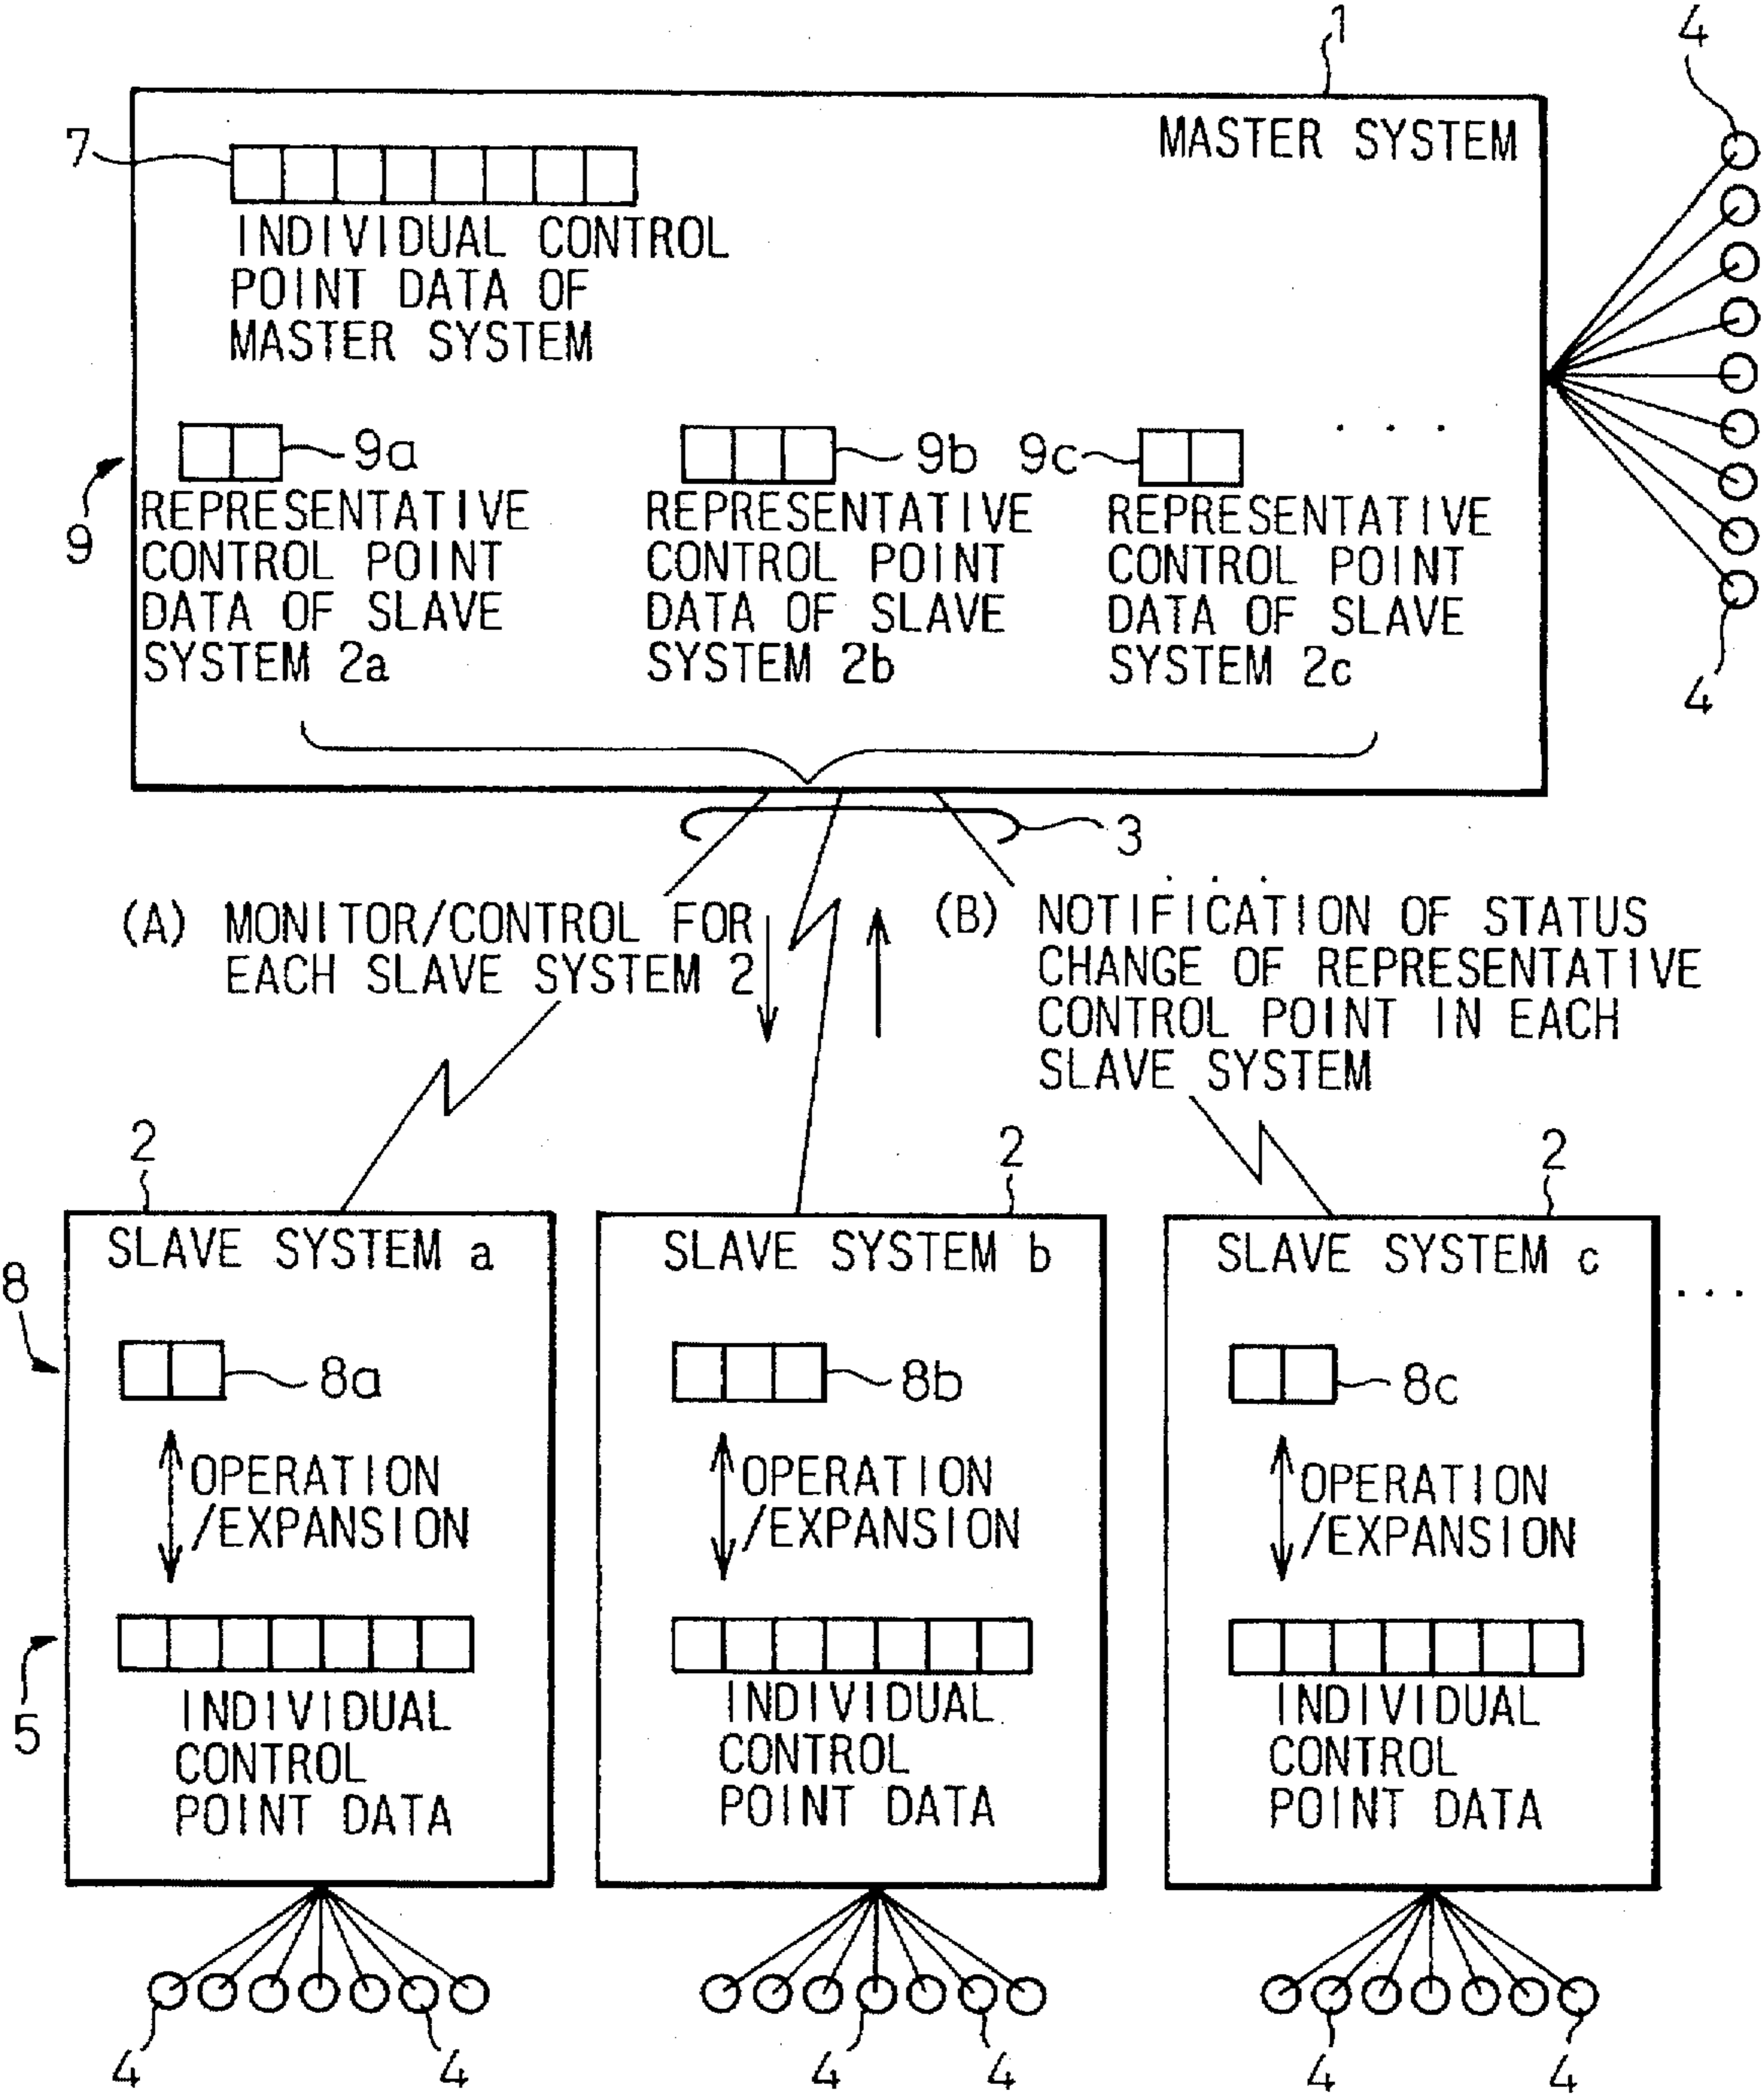 1
4
MASTER SYSTEM
7
INDIVIDUAL CONTROL
POINT DATA OF
MASTER SYSTEM
9a
9b
9c
. . .
9
REPRESENTATIVE
CONTROL POINT
DATA OF SLAVE
SYSTEM 2a
REPRESENTATIVE
CONTROL POINT
DATA OF SLAVE
SYSTEM 2b
REPRESENTATIVE
CONTROL POINT
DATA OF SLAVE
SYSTEM 2c
4
3
. . .
(A) MONITOR/CONTROL FOR
EACH SLAVE SYSTEM 2
(B) NOTIFICATION OF STATUS
CHANGE OF REPRESENTATIVE
CONTROL POINT IN EACH
SLAVE SYSTEM
2
2
2
SLAVE SYSTEM a
SLAVE SYSTEM b
SLAVE SYSTEM c
. . .
8
8a
8b
8c
OPERATION
/EXPANSION
OPERATION
/EXPANSION
OPERATION
/EXPANSION
5
INDIVIDUAL
CONTROL
POINT DATA
INDIVIDUAL
CONTROL
POINT DATA
INDIVIDUAL
CONTROL
POINT DATA
4
4
4
4
4
4